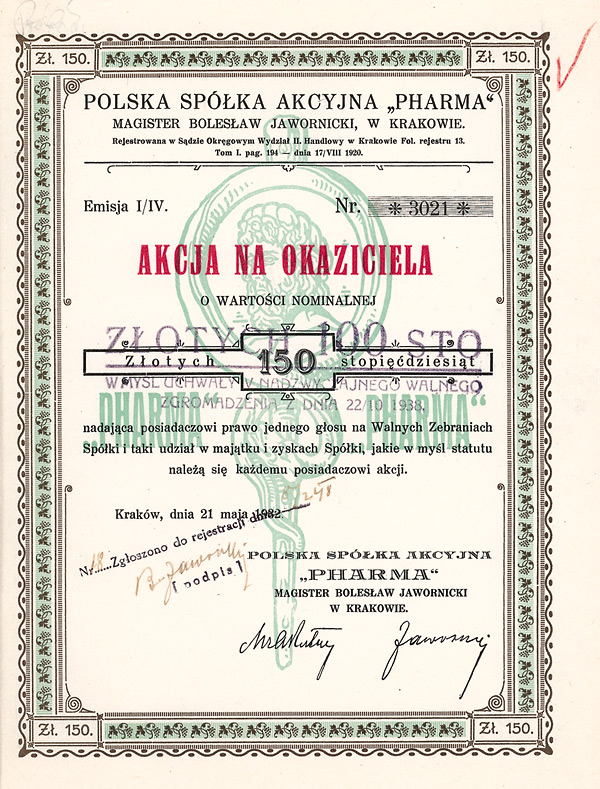 Zł. 150.
Zł. 150.
POLSKA SPÓŁKA AKCYJNA „PHARMA“
MAGISTER BOLESŁAW JAWORNICKI, W KRAKOWIE.
Rejestrowana w Sądzie Okręgowym Wydział II. Handlowy w Krakowie Fol. rejestru 13.
Tom I. pag. 194 — dnia 17/VIII 1920.
Emisja I/IV.
Nr. * 3021 *
AKCJA NA OKAZICIELA
O WARTOŚCI NOMINALNEJ
ZŁOTYCH 100 STO
Złotych 150 stopięćdziesiąt
W MYŚL UCHWAŁY NADZWYCZAJNEGO WALNEGO
ZGROMADZENIA Z DNIA 22/10 1938.
„PHARMA PHARMA“
nadająca posiadaczowi prawo jednego głosu na Walnych Zebraniach
Spółki i taki udział w majątku i zyskach Spółki, jakie w myśl statutu
należą się każdemu posiadaczowi akcji.
Kraków, dnia 21 maja 1932.
Nr. 18 Zgłoszono do rejestracji dnia
B. Jawornicki
[podpis]
POLSKA SPÓŁKA AKCYJNA
„PHARMA“
MAGISTER BOLESŁAW JAWORNICKI
W KRAKOWIE.
Jawornicki
Zł. 150.
Zł. 150.